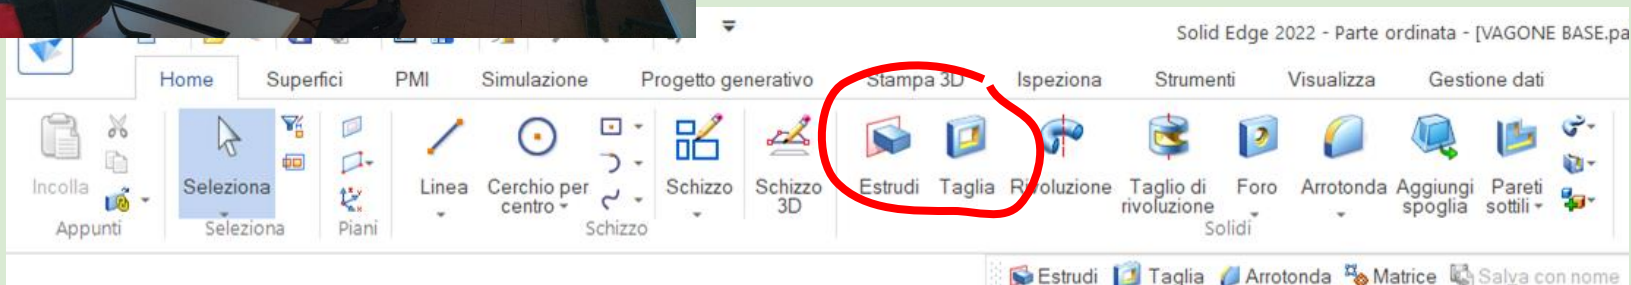 Solid Edge 2022 - Parte ordinata - [VAGONE BASE.pa
Home Superfici PMI Simulazione Progetto generativo Stampa 3D Ispeziona Strumenti Visualizza Gestione dati
Incolla Seleziona Linea Cerchio per centro Schizzo Schizzo 3D Estrudi Taglia Rivoluzione Taglio di rivoluzione Foro Arrotonda Aggiungi spoglia Pareti sottili
Appunti Seleziona Piani Schizzo Solidi
Estrudi Taglia Arrotonda Matrice Salva con nome